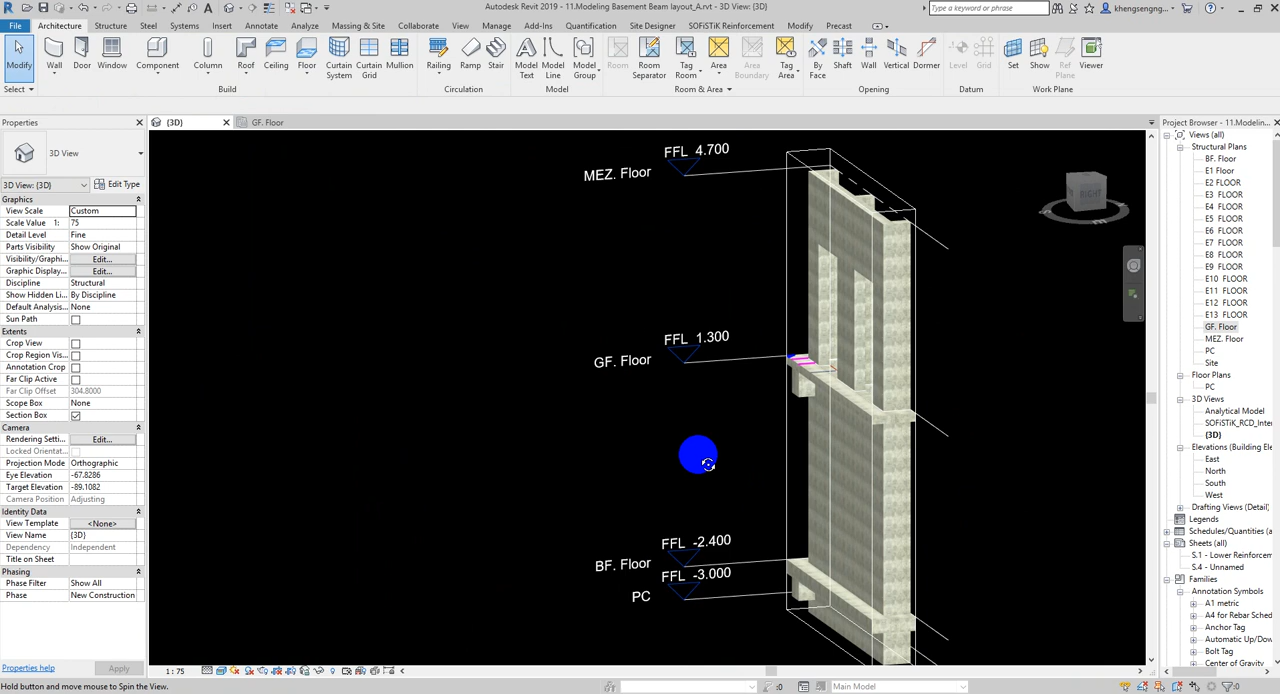 Autodesk Revit 2019 - 11.Modeling Basement Beam layout_A.rvt - 3D View: {3D}
Type a keyword or phrase
khengsengng...
File Architecture Structure Steel Systems Insert Annotate Analyze Massing & Site Collaborate View Manage Add-Ins Quantification Site Designer SOFiSTiK Reinforcement Modify Precast
Modify Wall Door Window Component Column Roof Ceiling Floor Curtain System Curtain Grid Mullion Railing Ramp Stair Model Text Model Line Model Group Room Room Separator Tag Room Area Area Boundary Tag Area By Face Shaft Wall Vertical Dormer Level Grid Set Show Ref Plane Viewer
Select Build Circulation Model Room & Area Opening Datum Work Plane
Properties
{3D}
GF. Floor
Project Browser - 11.Modelin...
3D View
3D View: {3D}
Edit Type
Graphics
View Scale Custom
Scale Value 1: 75
Detail Level Fine
Parts Visibility Show Original
Visibility/Graphi... Edit...
Graphic Display... Edit...
Discipline Structural
Show Hidden Li... By Discipline
Default Analysis... None
Sun Path
Extents
Crop View
Crop Region Vis...
Annotation Crop
Far Clip Active
Far Clip Offset 304.8000
Scope Box None
Section Box
Camera
Rendering Setti... Edit...
Locked Orientat...
Projection Mode Orthographic
Eye Elevation -67.8286
Target Elevation -89.1082
Camera Position Adjusting
Identity Data
View Template <None>
View Name {3D}
Dependency Independent
Title on Sheet
Phasing
Phase Filter Show All
Phase New Construction
Properties help
Apply
FFL 4.700
MEZ. Floor
FFL 1.300
GF. Floor
FFL -2.400
BF. Floor
FFL -3.000
PC
RIGHT
Views (all)
Structural Plans
BF. Floor
E1 Floor
E2 FLOOR
E3 FLOOR
E4 FLOOR
E5 FLOOR
E6 FLOOR
E7 FLOOR
E8 FLOOR
E9 FLOOR
E10 FLOOR
E11 FLOOR
E12 FLOOR
E13 FLOOR
GF. Floor
MEZ. Floor
PC
Site
Floor Plans
PC
3D Views
Analytical Model
SOFiSTiK_RCD_Inter
{3D}
Elevations (Building Ele
East
North
South
West
Drafting Views (Detail)
Legends
Schedules/Quantities (a
Sheets (all)
S.1 - Lower Reinforcem
S.4 - Unnamed
Families
Annotation Symbols
A1 metric
A4 for Rebar Sched
Anchor Tag
Automatic Up/Dow
Bolt Tag
Center of Gravity
1 : 75
Hold button and move mouse to Spin the View.
:0
Main Model
:0